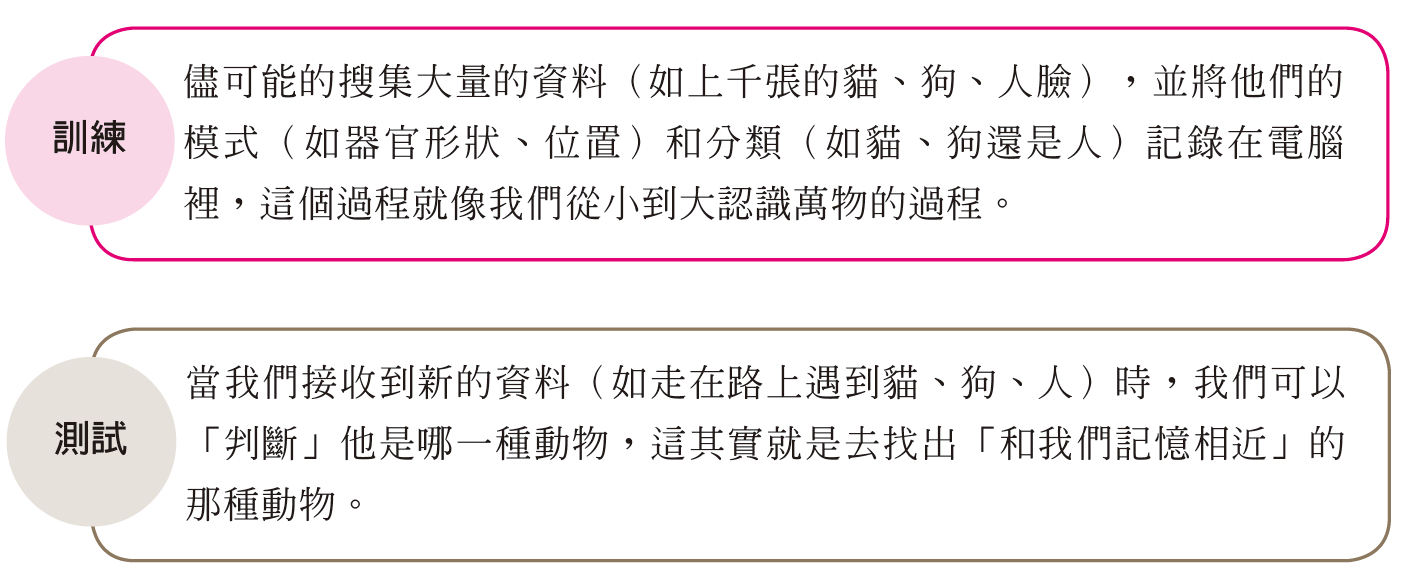 訓練
儘可能的搜集大量的資料（如上千張的貓、狗、人臉），並將他們的
模式（如器官形狀、位置）和分類（如貓、狗還是人）記錄在電腦
裡，這個過程就像我們從小到大認識萬物的過程。
測試
當我們接收到新的資料（如走在路上遇到貓、狗、人）時，我們可以
「判斷」他是哪一種動物，這其實就是去找出「和我們記憶相近」的
那種動物。